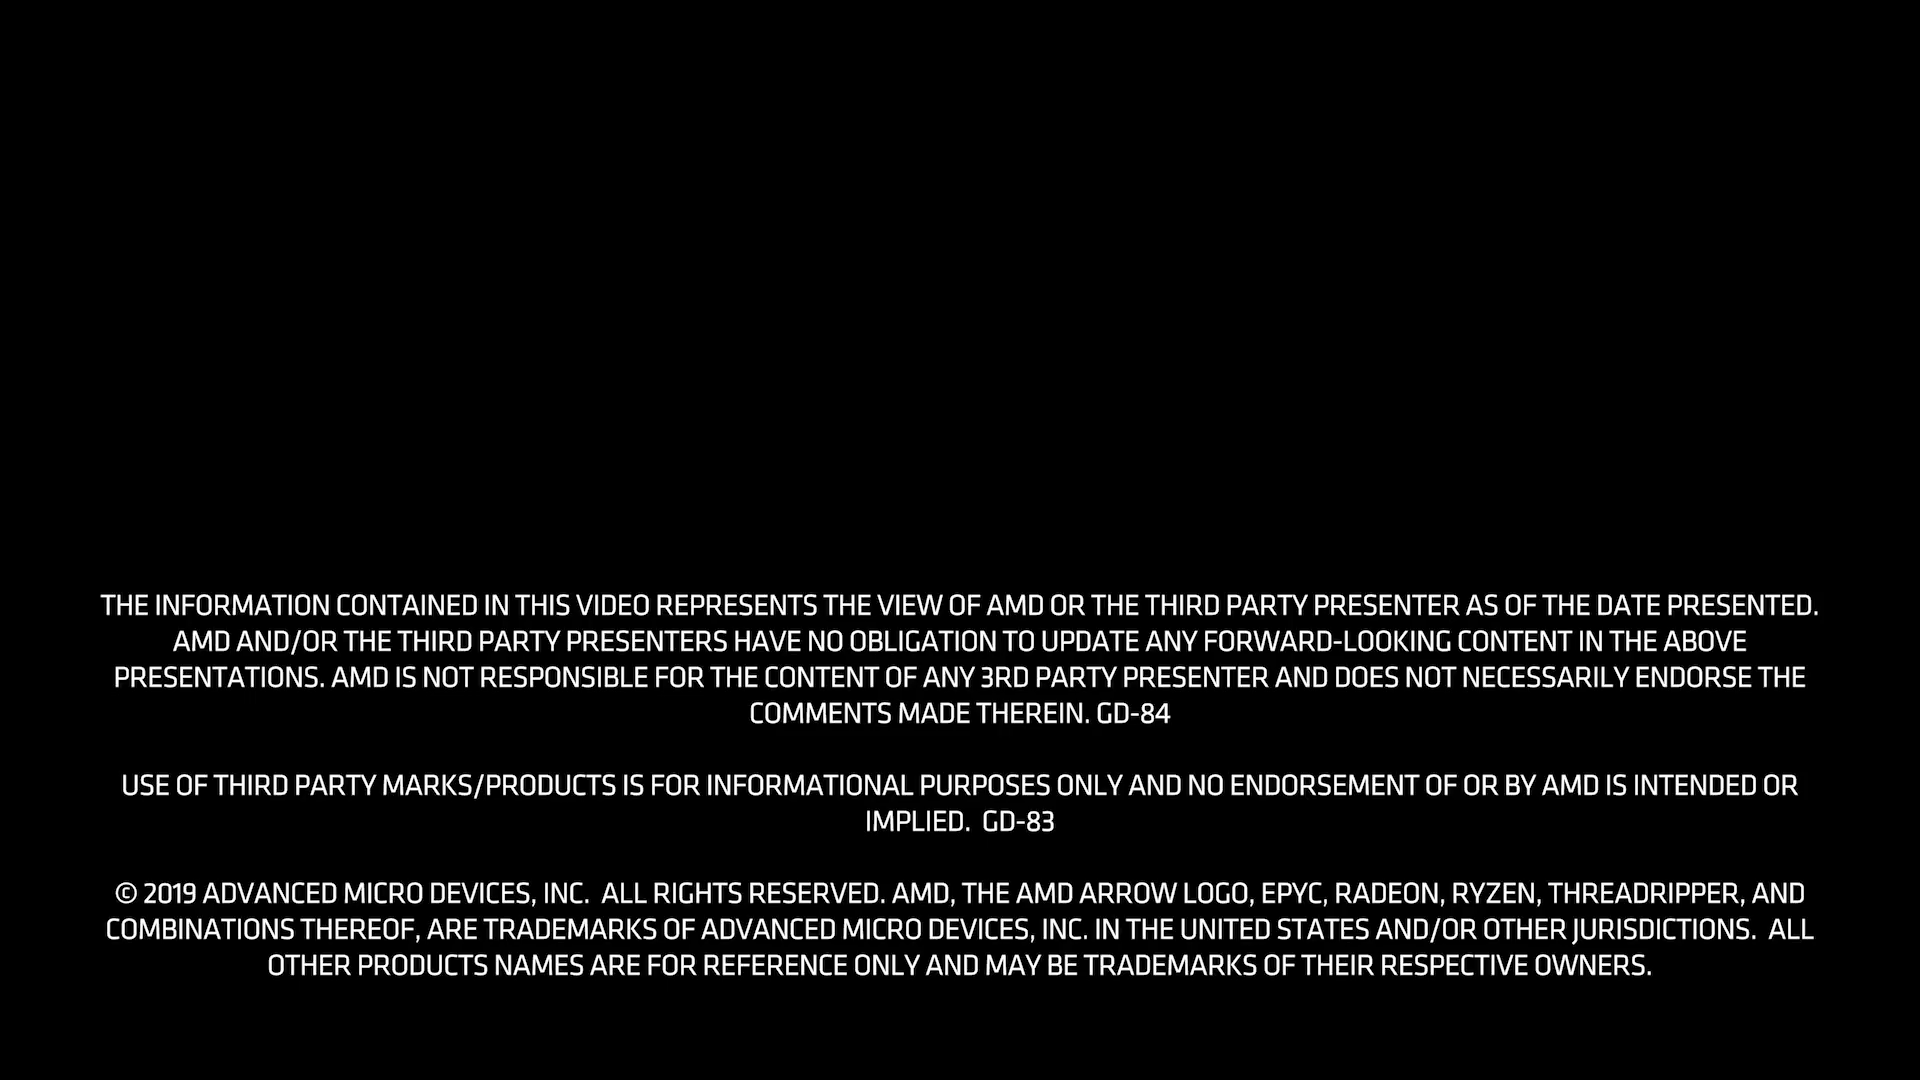 THE INFORMATION CONTAINED IN THIS VIDEO REPRESENTS THE VIEW OF AMD OR THE THIRD PARTY PRESENTER AS OF THE DATE PRESENTED.
AMD AND/OR THE THIRD PARTY PRESENTERS HAVE NO OBLIGATION TO UPDATE ANY FORWARD-LOOKING CONTENT IN THE ABOVE
PRESENTATIONS. AMD IS NOT RESPONSIBLE FOR THE CONTENT OF ANY 3RD PARTY PRESENTER AND DOES NOT NECESSARILY ENDORSE THE
COMMENTS MADE THEREIN. GD-84
USE OF THIRD PARTY MARKS/PRODUCTS IS FOR INFORMATIONAL PURPOSES ONLY AND NO ENDORSEMENT OF OR BY AMD IS INTENDED OR
IMPLIED.  GD-83
© 2019 ADVANCED MICRO DEVICES, INC.  ALL RIGHTS RESERVED. AMD, THE AMD ARROW LOGO, EPYC, RADEON, RYZEN, THREADRIPPER, AND
COMBINATIONS THEREOF, ARE TRADEMARKS OF ADVANCED MICRO DEVICES, INC. IN THE UNITED STATES AND/OR OTHER JURISDICTIONS.  ALL
OTHER PRODUCTS NAMES ARE FOR REFERENCE ONLY AND MAY BE TRADEMARKS OF THEIR RESPECTIVE OWNERS.